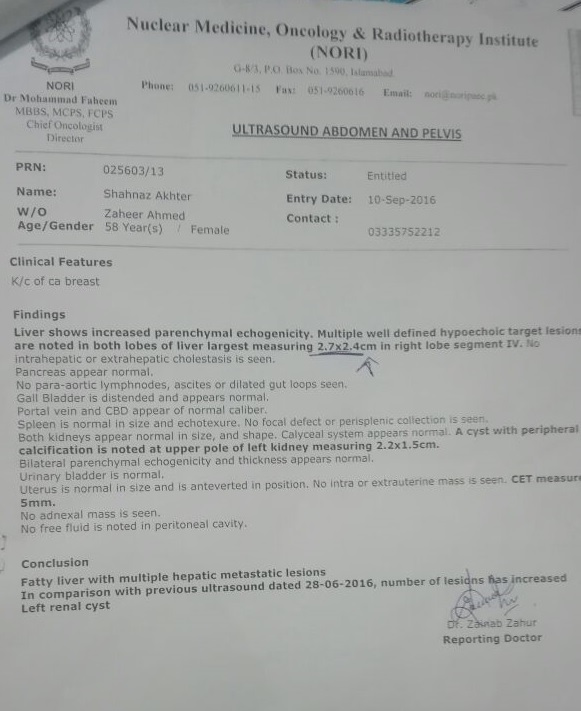 Nuclear Medicine, Oncology & Radiotherapy Institute
(NORI)
G-8/3, P.O. Box No. 1590, Islamabad.
Phone: 051-9260611-15 Fax: 051-9260616 Email: nori@
NORI
Dr Mohammad Faheem
MBBS, MCPS, FCPS
Chief Oncologist
Director
ULTRASOUND ABDOMEN AND PELVIS
PRN: 025603/13 Status: Entitled
Name: Shahnaz Akhter Entry Date: 10-Sep-2016
W/O Zaheer Ahmed Contact :
Age/Gender 58 Year(s) / Female 03335752212
Clinical Features
K/c of ca breast
Findings
Liver shows increased parenchymal echogenicity. Multiple well defined hypoechoic target lesions
are noted in both lobes of liver largest measuring 2.7x2.4cm in right lobe segment IV. No
intrahepatic or extrahepatic cholestasis is seen.
Pancreas appear normal.
No para-aortic lymphnodes, ascites or dilated gut loops seen.
Gall Bladder is distended and appears normal.
Portal vein and CBD appear of normal caliber.
Spleen is normal in size and echotexture. No focal defect or perisplenic collection is seen.
Both kidneys appear normal in size, and shape. Calyceal system appears normal. A cyst with peripheral
calcification is noted at upper pole of left kidney measuring 2.2x1.5cm.
Bilateral parenchymal echogenicity and thickness appears normal.
Urinary bladder is normal.
Uterus is normal in size and is anteverted in position. No intra or extrauterine mass is seen. CET measur
5mm.
No adnexal mass is seen.
No free fluid is noted in peritoneal cavity.
Conclusion
Fatty liver with multiple hepatic metastatic lesions
In comparison with previous ultrasound dated 28-06-2016, number of lesions has increased
Left renal cyst
Dr. Zainab Zahur
Reporting Doctor